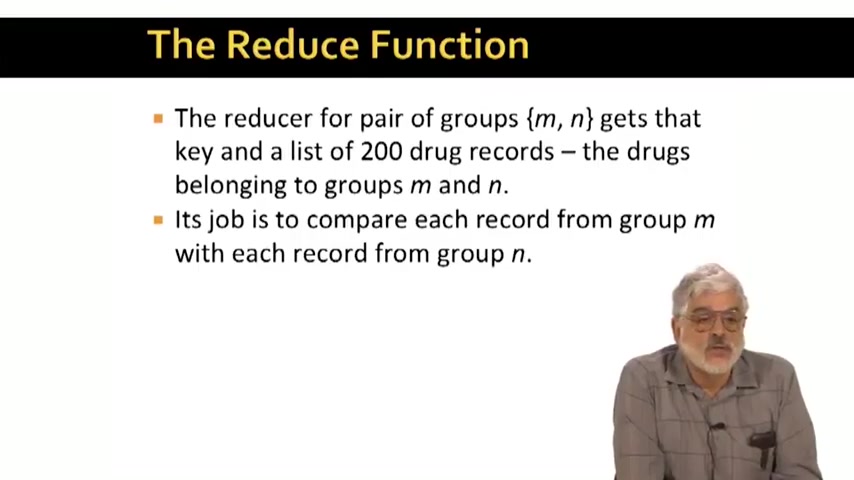 The Reduce Function
▪ The reducer for pair of groups {m, n} gets that
key and a list of 200 drug records – the drugs
belonging to groups m and n.
▪ Its job is to compare each record from group m
with each record from group n.